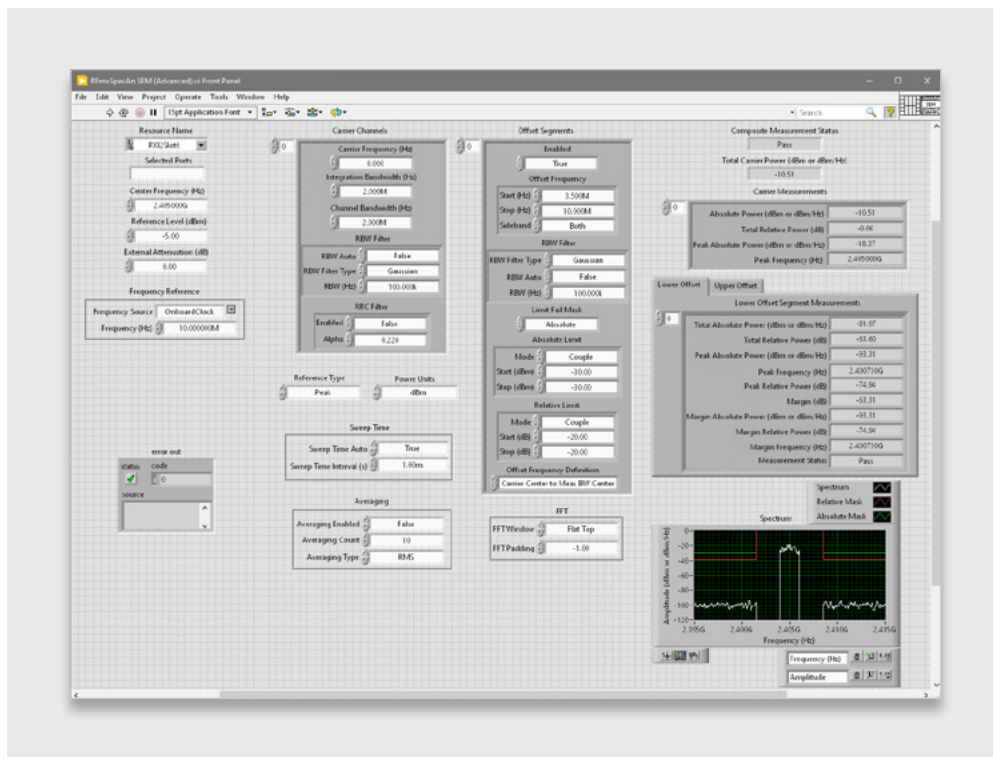 RFmxSpecAn SEM (Advanced).vi Front Panel
File Edit View Project Operate Tools Window Help
15pt Application Font
Search
Resource Name
PXI2Slot6
Selected Ports
Center Frequency (Hz)
2.405000G
Reference Level (dBm)
-5.00
External Attenuation (dB)
0.00
Frequency Reference
Frequency Source OnboardClock
Frequency (Hz) 10.000000M
error out
status code
0
source
Carrier Channels
0
Carrier Frequency (Hz)
0.000
Integration Bandwidth (Hz)
2.000M
Channel Bandwidth (Hz)
2.000M
RBW Filter
RBW Auto False
RBW Filter Type Gaussian
RBW (Hz) 100.000k
RRC Filter
Enabled False
Alpha 0.220
Reference Type Power Units
Peak dBm
Sweep Time
Sweep Time Auto True
Sweep Time Interval (s) 1.00m
Averaging
Averaging Enabled False
Averaging Count 10
Averaging Type RMS
Offset Segments
0
Enabled
True
Offset Frequency
Start (Hz) 3.500M
Stop (Hz) 10.000M
Sideband Both
RBW Filter
RBW Filter Type Gaussian
RBW Auto False
RBW (Hz) 100.000k
Limit Fail Mask
Absolute
Absolute Limit
Mode Couple
Start (dBm) -30.00
Stop (dBm) -30.00
Relative Limit
Mode Couple
Start (dB) -20.00
Stop (dB) -20.00
Offset Frequency Definition
Carrier Center to Meas BW Center
FFT
FFT Window Flat Top
FFT Padding -1.00
Composite Measurement Status
Pass
Total Carrier Power (dBm or dBm/Hz)
-10.51
Carrier Measurements
0
Absolute Power (dBm or dBm/Hz) -10.51
Total Relative Power (dB)
Peak Absolute Power (dBm or dBm/Hz) -18.37
Peak Frequency (Hz) 2.405000G
Lower Offset Upper Offset
Lower Offset Segment Measurements
0
Total Absolute Power (dBm or dBm/Hz)
Total Relative Power (dB)
Peak Absolute Power (dBm or dBm/Hz) -93.31
Peak Frequency (Hz) 2.400730G
Peak Relative Power (dB) -74.94
Margin (dB) -63.31
Margin Absolute Power (dBm or dBm/Hz) -93.31
Margin Relative Power (dB) -74.94
Margin Frequency (Hz) 2.400730G
Measurement Status Pass
Spectrum
Relative Mask
Absolute Mask
Spectrum
Amplitude (dBm or dBm/Hz)
0
-20
-40
-60
-80
-100
-120
2.395G 2.400G 2.405G 2.410G 2.415G
Frequency (Hz)
Frequency (Hz)
Amplitude